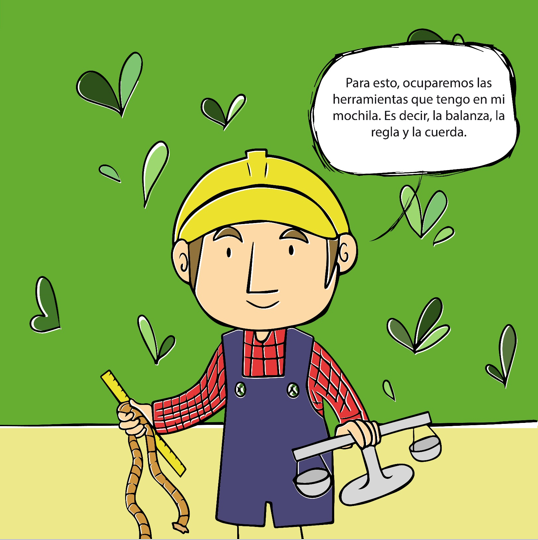 Para esto, ocuparemos las
herramientas que tengo en mi
mochila. Es decir, la balanza, la
regla y la cuerda.